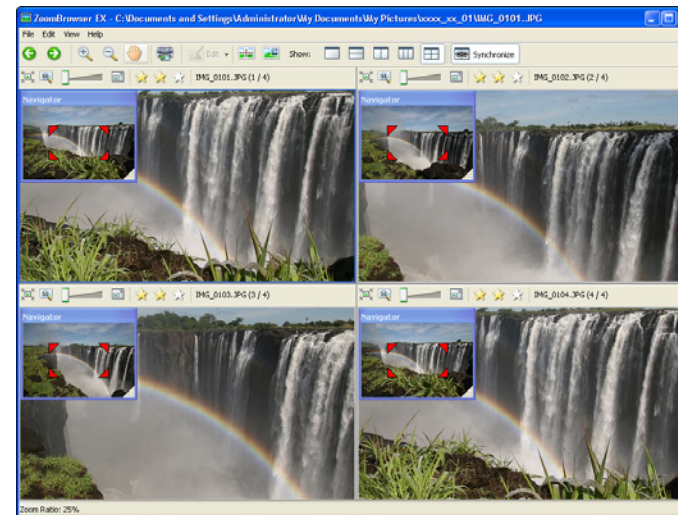 ZoomBrowser EX - C:\Documents and Settings\Administrator\My Documents\My Pictures\xxxx_xx_01\IMG_0101..JPG
File Edit View Help
Edit Show: Synchronize
IMG_0101.JPG (1 / 4)
IMG_0102.JPG (2 / 4)
Navigator
Navigator
IMG_0103.JPG (3 / 4)
IMG_0104.JPG (4 / 4)
Navigator
Navigator
Zoom Ratio: 25%